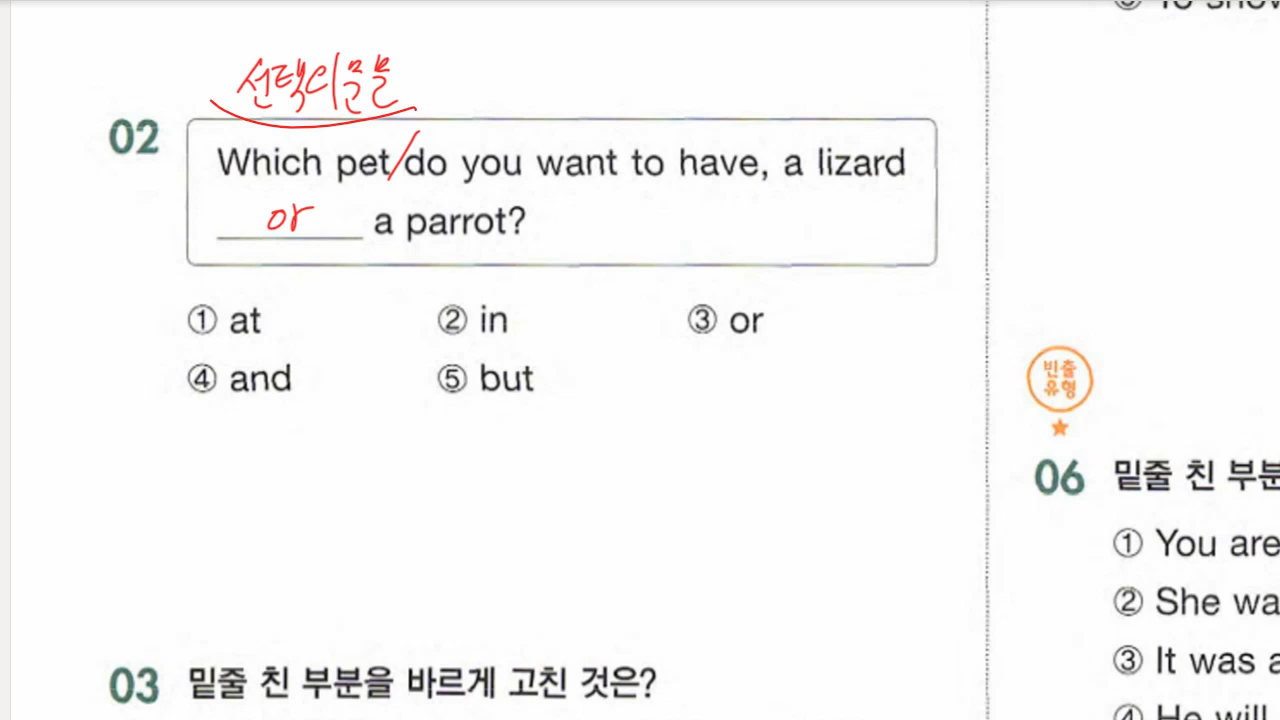 선택의문문
02
Which pet/do you want to have, a lizard
or a parrot?
① at ② in ③ or
④ and ⑤ but
03 밑줄 친 부분을 바르게 고친 것은?
빈출
유형
06 밑줄 친 부분
① You are
② She wa
③ It was a
④ He will